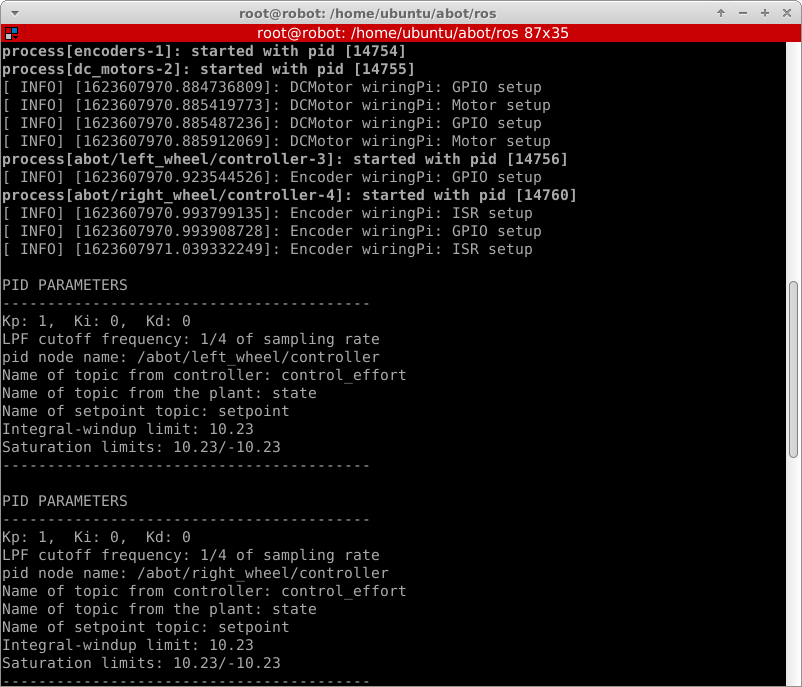 root@robot: /home/ubuntu/abot/ros
root@robot: /home/ubuntu/abot/ros 87x35
process[encoders-1]: started with pid [14754]
process[dc_motors-2]: started with pid [14755]
[ INFO] [1623607970.884736809]: DCMotor wiringPi: GPIO setup
[ INFO] [1623607970.885419773]: DCMotor wiringPi: Motor setup
[ INFO] [1623607970.885487236]: DCMotor wiringPi: GPIO setup
[ INFO] [1623607970.885912069]: DCMotor wiringPi: Motor setup
process[abot/left_wheel/controller-3]: started with pid [14756]
[ INFO] [1623607970.923544526]: Encoder wiringPi: GPIO setup
process[abot/right_wheel/controller-4]: started with pid [14760]
[ INFO] [1623607970.993799135]: Encoder wiringPi: ISR setup
[ INFO] [1623607970.993908728]: Encoder wiringPi: GPIO setup
[ INFO] [1623607971.039332249]: Encoder wiringPi: ISR setup
PID PARAMETERS
-----------------------------------------
Kp: 1,  Ki: 0,  Kd: 0
LPF cutoff frequency: 1/4 of sampling rate
pid node name: /abot/left_wheel/controller
Name of topic from controller: control_effort
Name of topic from the plant: state
Name of setpoint topic: setpoint
Integral-windup limit: 10.23
Saturation limits: 10.23/-10.23
-----------------------------------------
PID PARAMETERS
-----------------------------------------
Kp: 1,  Ki: 0,  Kd: 0
LPF cutoff frequency: 1/4 of sampling rate
pid node name: /abot/right_wheel/controller
Name of topic from controller: control_effort
Name of topic from the plant: state
Name of setpoint topic: setpoint
Integral-windup limit: 10.23
Saturation limits: 10.23/-10.23
-----------------------------------------